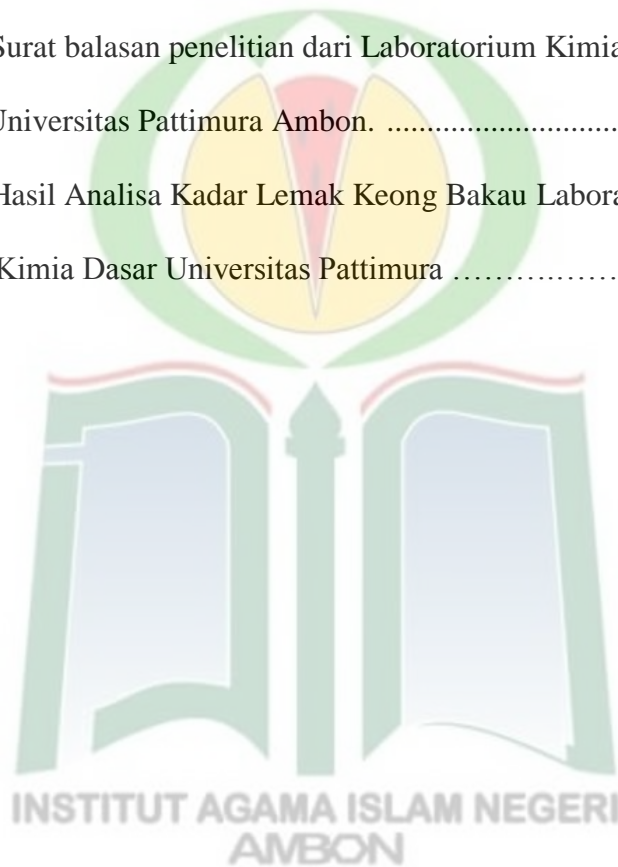 Surat balasan penelitian dari Laboratorium Kimia
Universitas Pattimura Ambon. ..............................
Hasil Analisa Kadar Lemak Keong Bakau
Kimia Dasar Universitas Pattimura ........................
INSTITUT AGAMA ISLAM NEGERI
AMBON